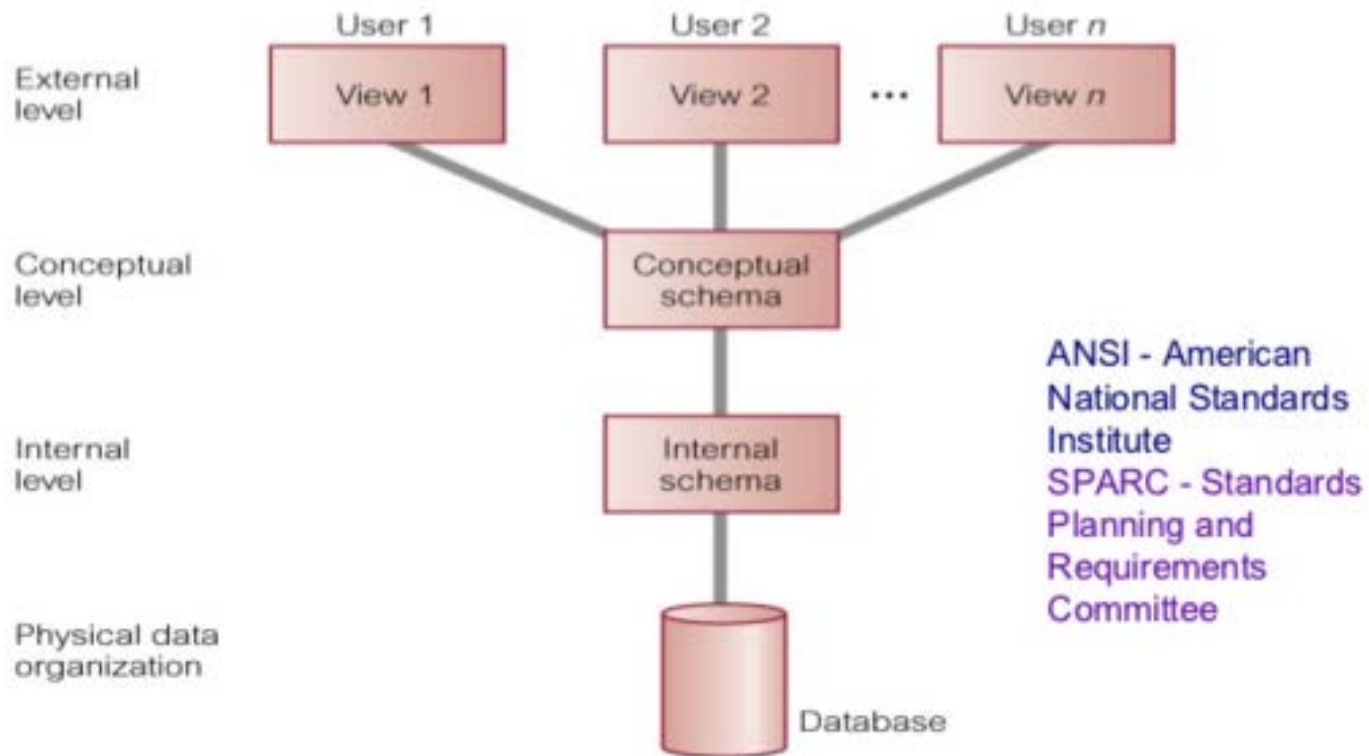 User 1
User 2
User n
External
level
View 1
View 2
...
View n
Conceptual
level
Conceptual
schema
Internal
level
Internal
schema
ANSI - American
National Standards
Institute
SPARC - Standards
Planning and
Requirements
Committee
Physical data
organization
Database